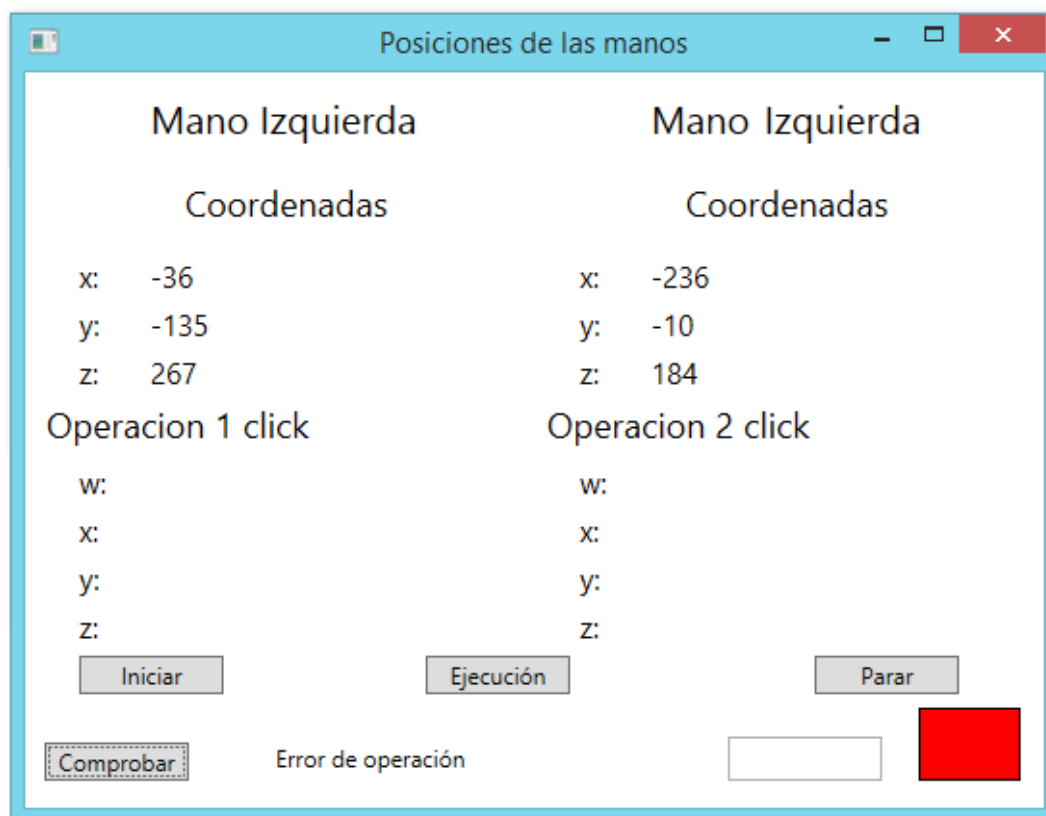 Posiciones de las manos
Mano Izquierda
Mano Izquierda
Coordenadas
Coordenadas
x: -36
x: -236
y: -135
y: -10
z: 267
z: 184
Operacion 1 click
Operacion 2 click
w:
w:
x:
x:
y:
y:
z:
z:
Iniciar
Ejecución
Parar
Comprobar
Error de operación